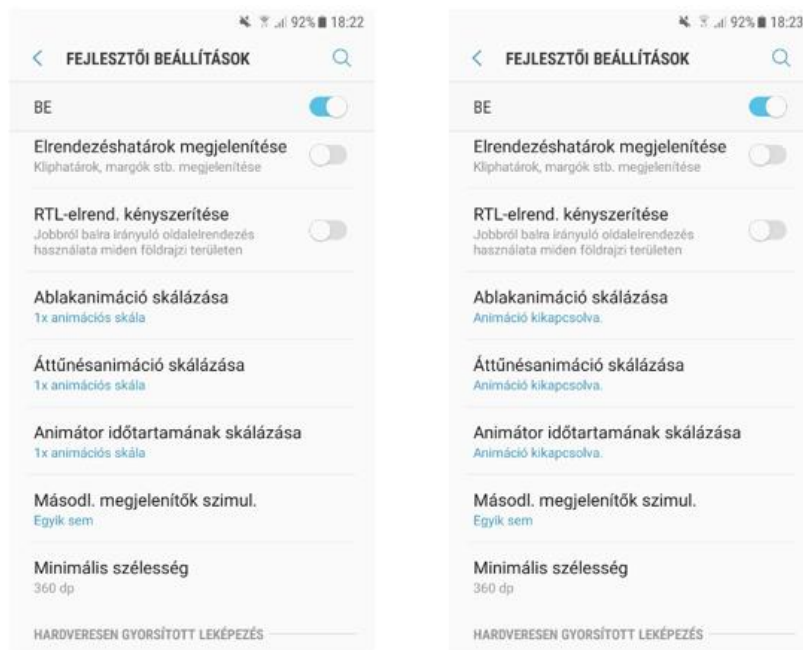 92% 18:22
FEJLESZTŐI BEÁLLÍTÁSOK
BE
Elrendezéshatárok megjelenítése
Kliphatárok, margók stb. megjelenítése
RTL-elrend. kényszerítése
Jobbról balra irányuló oldalelrendezés
használata miden földrajzi területen
Ablakanimáció skálázása
1x animációs skála
Áttűnésanimáció skálázása
1x animációs skála
Animátor időtartamának skálázása
1x animációs skála
Másodl. megjelenítők szimul.
Egyik sem
Minimális szélesség
360 dp
HARDVERESEN GYORSÍTOTT LEKÉPEZÉS
92% 18:23
FEJLESZTŐI BEÁLLÍTÁSOK
BE
Elrendezéshatárok megjelenítése
Kliphatárok, margók stb. megjelenítése
RTL-elrend. kényszerítése
Jobbról balra irányuló oldalelrendezés
használata miden földrajzi területen
Ablakanimáció skálázása
Animáció kikapcsolva.
Áttűnésanimáció skálázása
Animáció kikapcsolva.
Animátor időtartamának skálázása
Animáció kikapcsolva.
Másodl. megjelenítők szimul.
Egyik sem
Minimális szélesség
360 dp
HARDVERESEN GYORSÍTOTT LEKÉPEZÉS